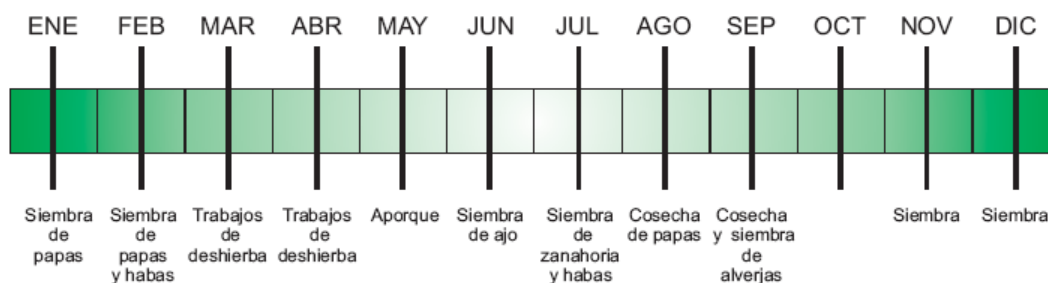 ENE FEB MAR ABR MAY JUN JUL AGO SEP OCT NOV DIC
Siembra
de
papas
Siembra
de
papas
y habas
Trabajos
de
deshierba
Trabajos
de
deshierba
Aporque
Siembra
de ajo
Siembra
de
zanahoria
y habas
Cosecha
de papas
Cosecha
y siembra
de
alverjas
Siembra
Siembra